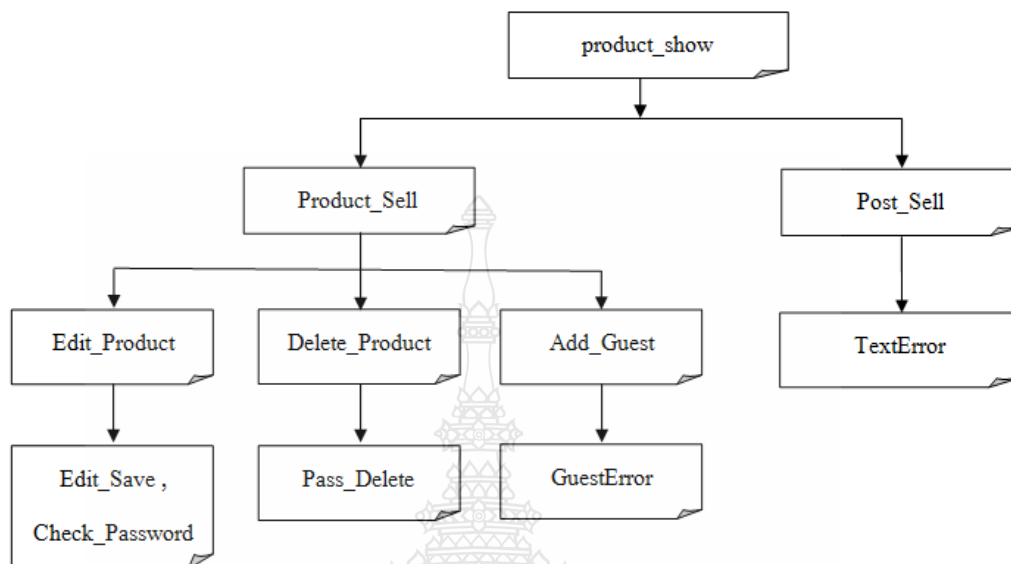 product_show
Product_Sell
Post_Sell
Edit_Product
Delete_Product
Add_Guest
TextError
Edit_Save ,
Check_Password
Pass_Delete
GuestError